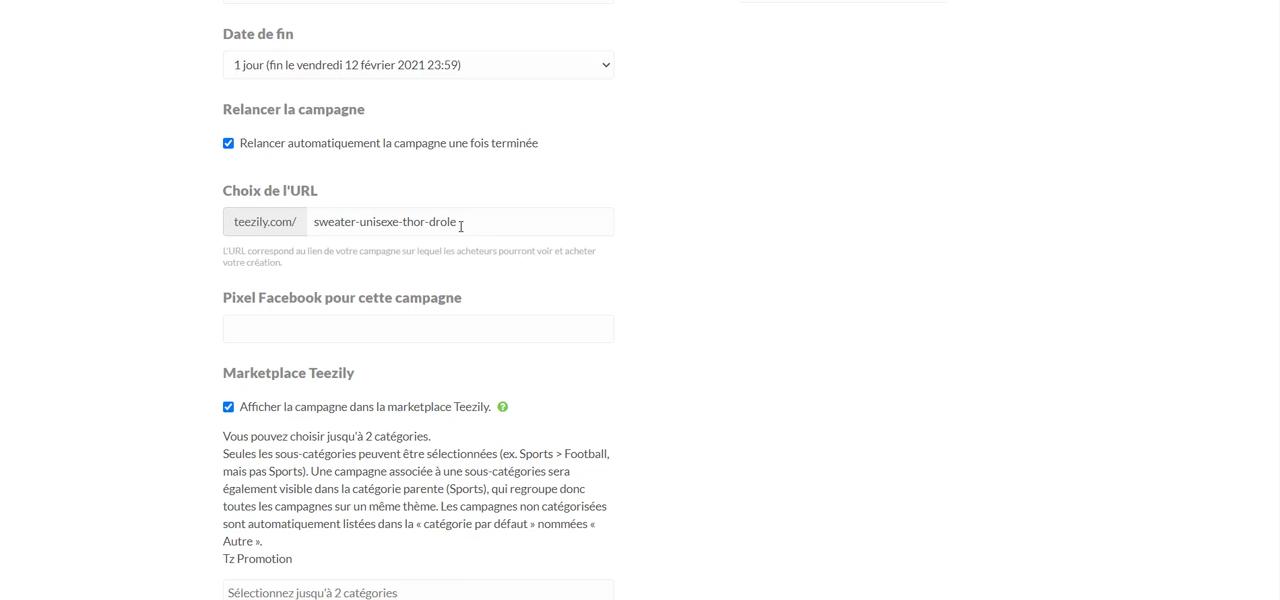 Date de fin
1 jour (fin le vendredi 12 février 2021 23:59)
Relancer la campagne
Relancer automatiquement la campagne une fois terminée
Choix de l'URL
teezily.com/ sweater-unisexe-thor-drole
L'URL correspond au lien de votre campagne sur lequel les acheteurs pourront voir et acheter
votre création.
Pixel Facebook pour cette campagne
Marketplace Teezily
Afficher la campagne dans la marketplace Teezily. ?
Vous pouvez choisir jusqu'à 2 catégories.
Seules les sous-catégories peuvent être sélectionnées (ex. Sports > Football,
mais pas Sports). Une campagne associée à une sous-catégories sera
également visible dans la catégorie parente (Sports), qui regroupe donc
toutes les campagnes sur un même thème. Les campagnes non catégorisées
sont automatiquement listées dans la « catégorie par défaut » nommées «
Autre ».
Tz Promotion
Sélectionnez jusqu'à 2 catégories